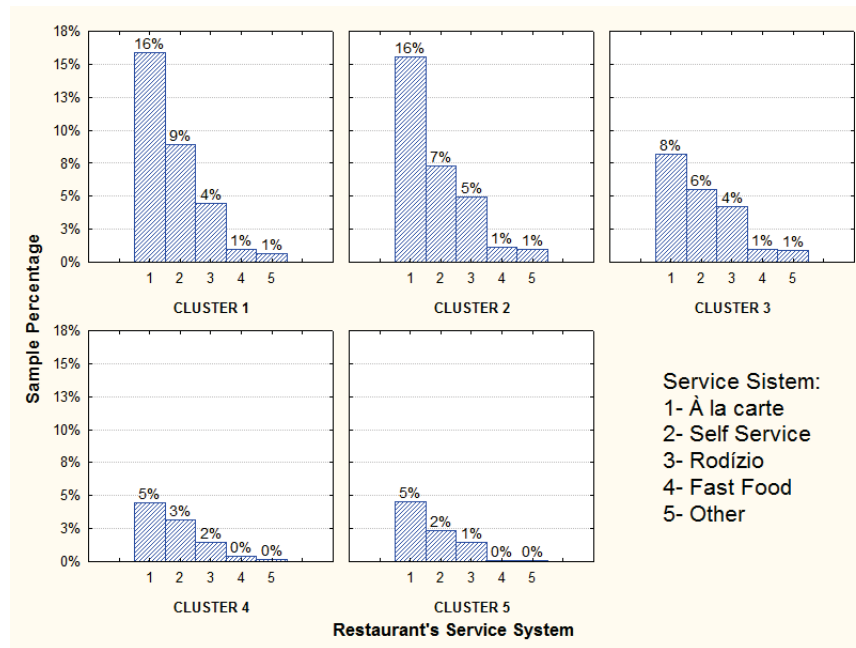 Sample Percentage
18%
15%
13%
10%
8%
5%
3%
0%
16%
9%
4%
1%
1%
1 2 3 4 5
CLUSTER 1
16%
7%
5%
1%
1%
1 2 3 4 5
CLUSTER 2
8%
6%
4%
1%
1%
1 2 3 4 5
CLUSTER 3
18%
15%
13%
10%
8%
5%
3%
0%
5%
3%
2%
0%
0%
1 2 3 4 5
CLUSTER 4
5%
2%
1%
0%
0%
1 2 3 4 5
CLUSTER 5
Service Sistem:
1- À la carte
2- Self Service
3- Rodízio
4- Fast Food
5- Other
Restaurant's Service System